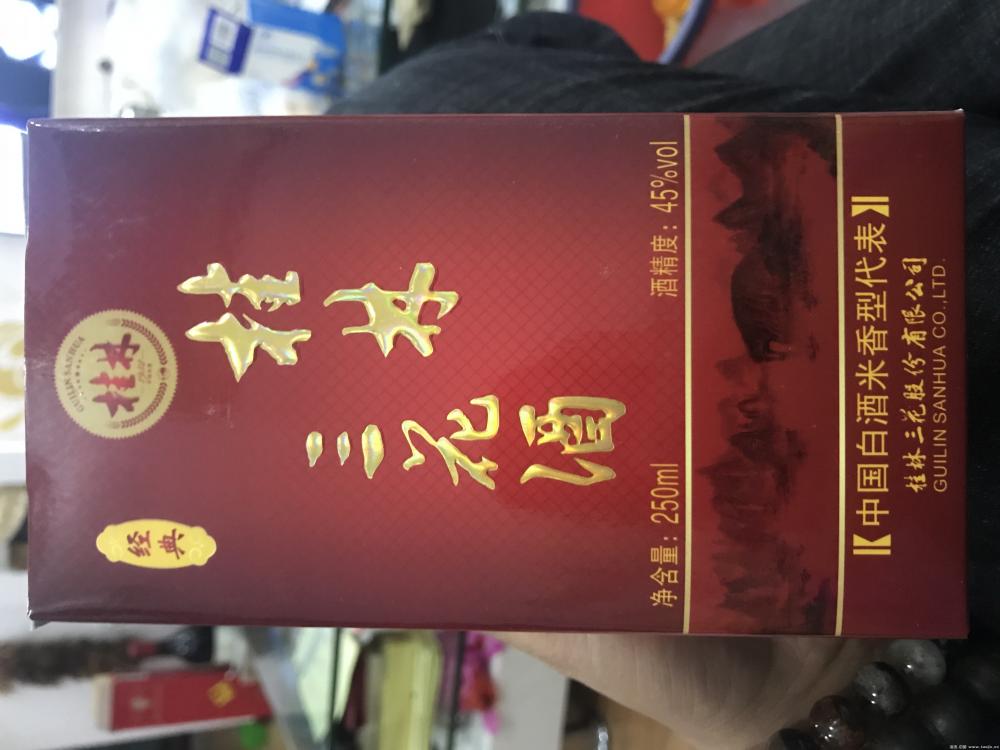 经典
GUILIN SANHUA
桂林
桂林
三花酒
净含量：250ml
酒精度：45%vol
【中国白酒米香型代表】
桂林三花股份有限公司
GUILIN SANHUA CO.,LTD.